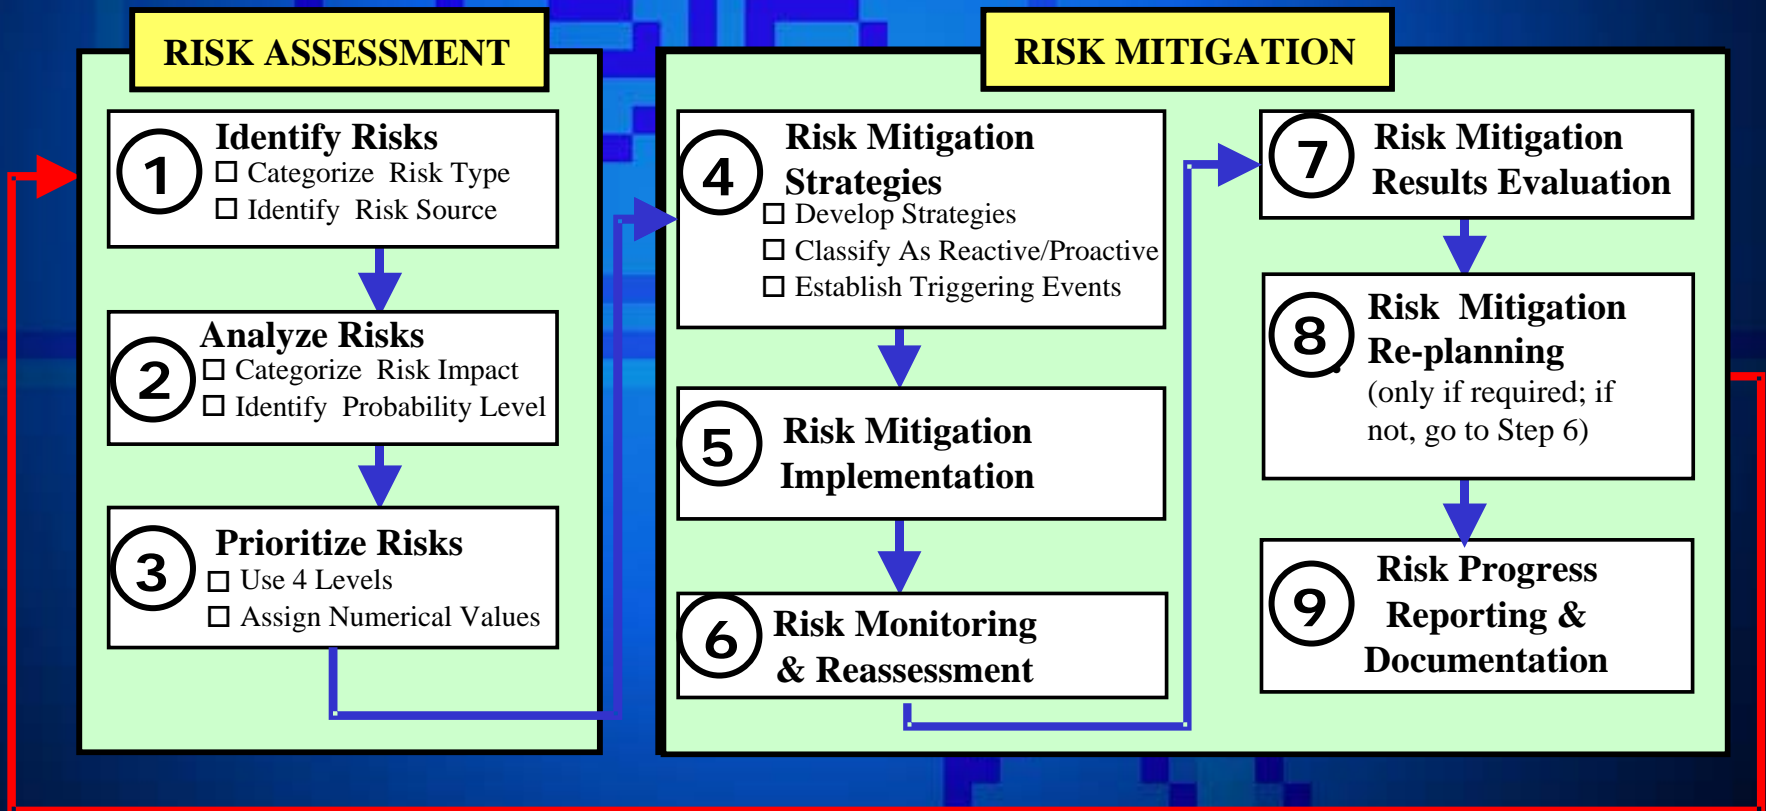 RISK ASSESSMENT
1
Identify Risks
Categorize Risk Type
Identify Risk Source
2
Analyze Risks
Categorize Risk Impact
Identify Probability Level
3
Prioritize Risks
Use 4 Levels
Assign Numerical Values
RISK MITIGATION
4
Risk Mitigation
Strategies
Develop Strategies
Classify As Reactive/Proactive
Establish Triggering Events
5
Risk Mitigation
Implementation
6
Risk Monitoring
& Reassessment
7
Risk Mitigation
Results Evaluation
8
Risk Mitigation
Re-planning
(only if required; if
not, go to Step 6)
9
Risk Progress
Reporting &
Documentation